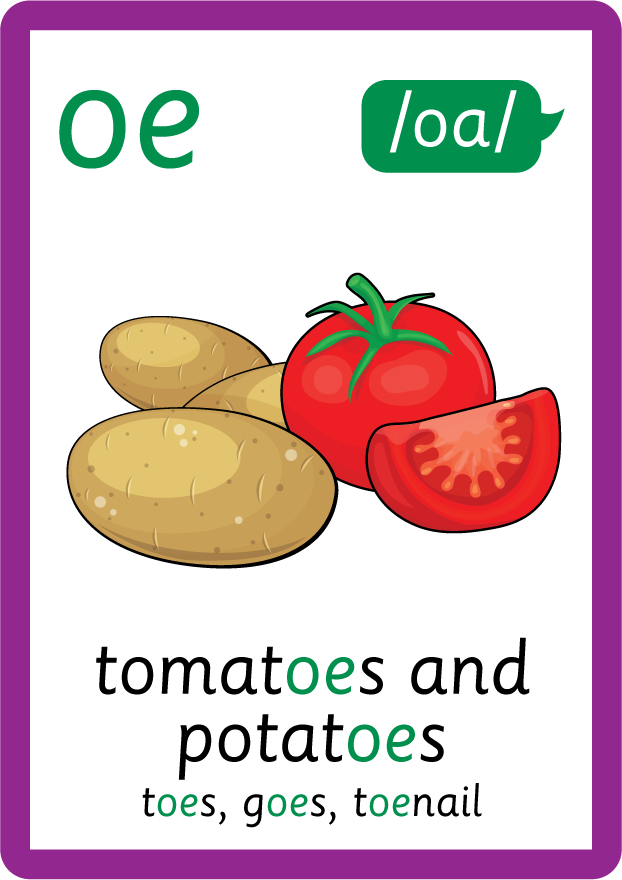 oe
/oa/
tomatoes and
potatoes
toes, goes, toenail